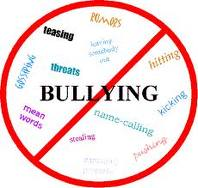 RUMORS
teasing
leaving
somebody
out
hitting
GOSSIPING
threats
BULLYING
kicking
mean
words
name-calling
stealing
pushing